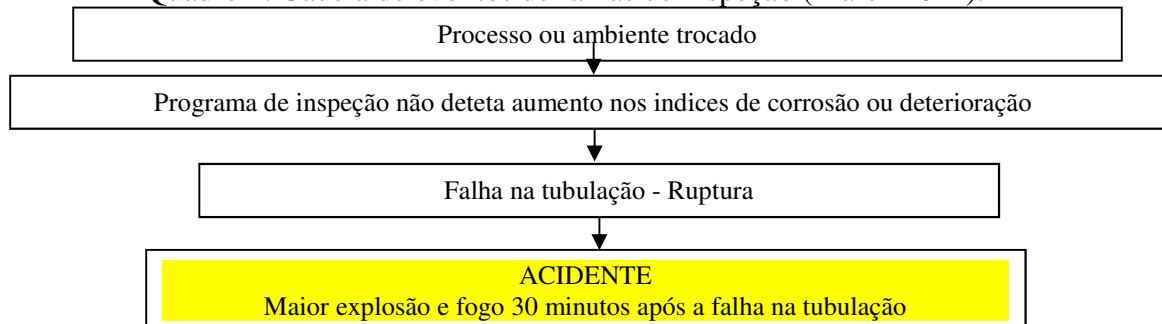 Processo ou ambiente trocado
Programa de inspeção não deteta aumento nos indices de corrosão ou deterioração
Falha na tubulação - Ruptura
ACIDENTE
Maior explosão e fogo 30 minutos após a falha na tubulação